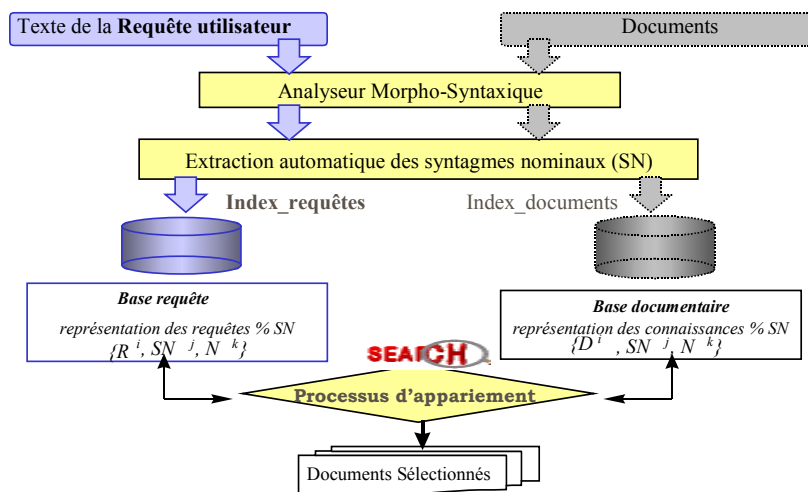 Texte de la Requête utilisateur
Documents
Analyseur Morpho-Syntaxique
Extraction automatique des syntagmes nominaux (SN)
Index_requêtes
Index_documents
Base requête
représentation des requêtes % SN
{R i, SN j, N k}
Base documentaire
représentation des connaissances % SN
{D i , SN j, N k}
SEARCH
Processus d'appariement
Documents Sélectionnés